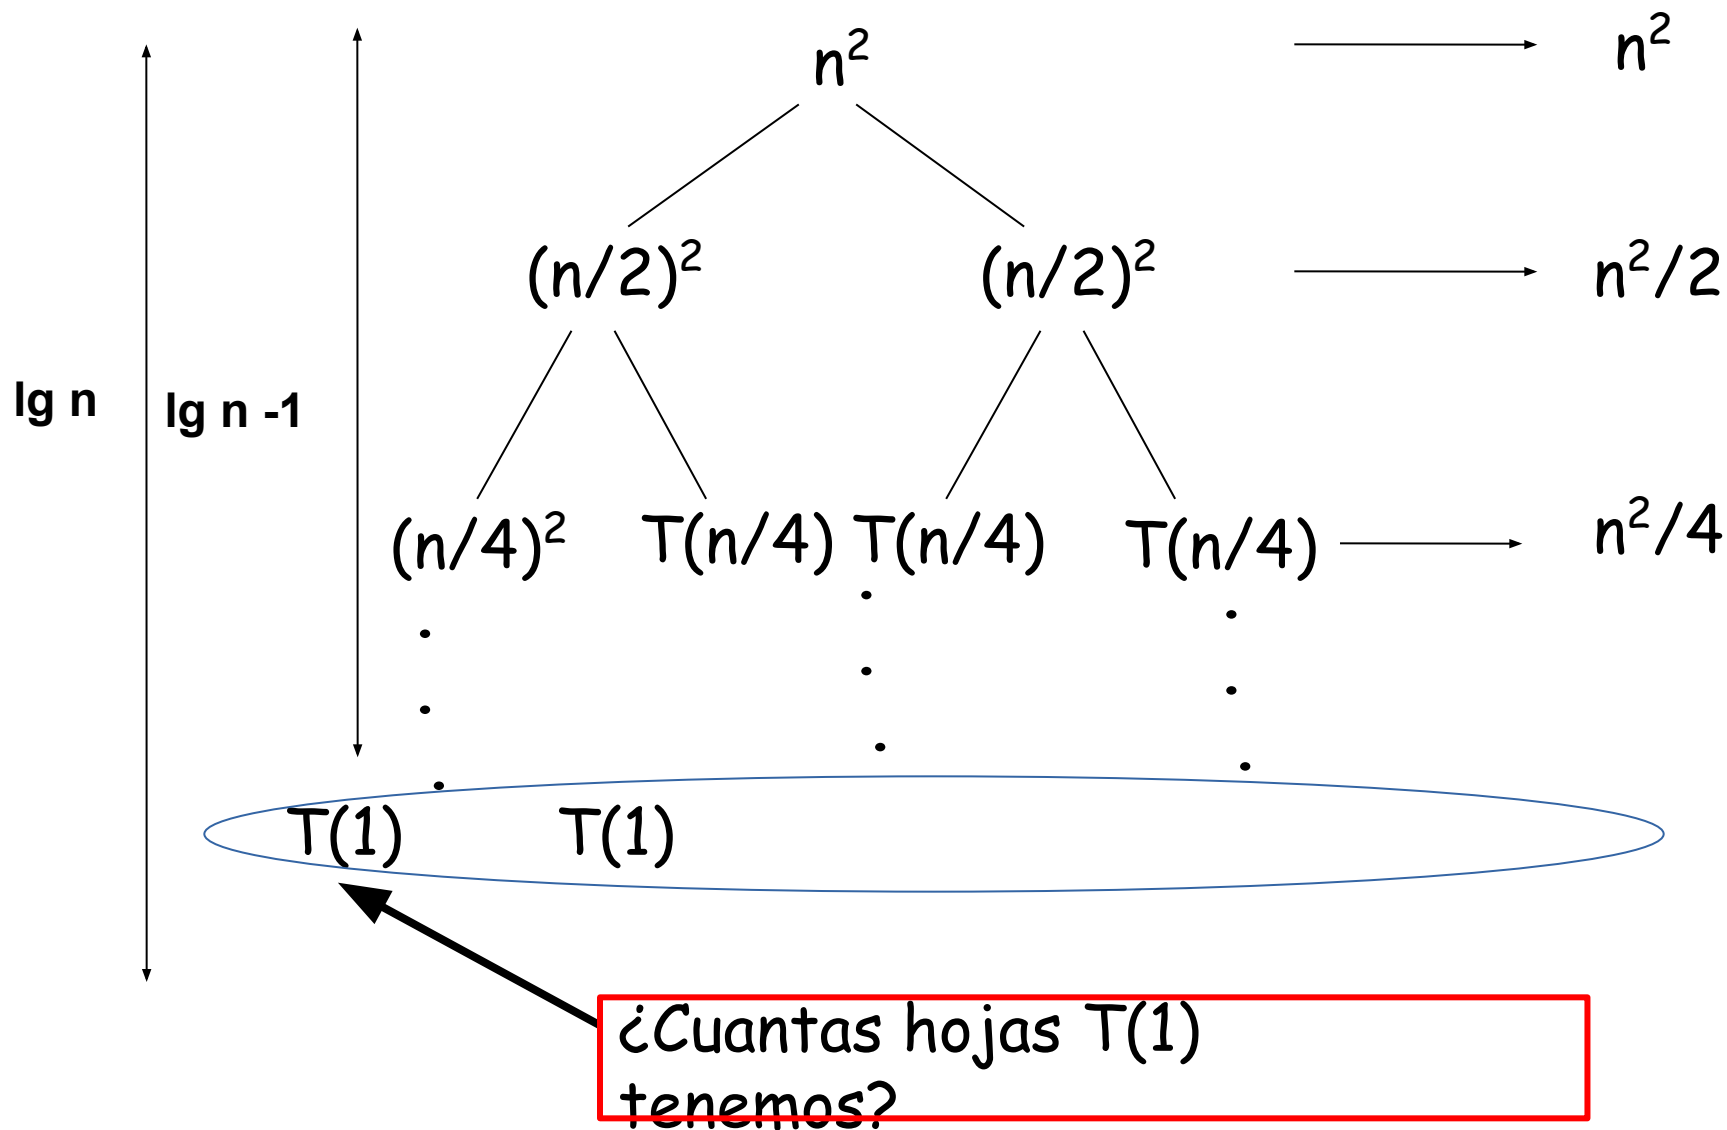 n² n²
(n/2)² (n/2)² n²/2
lg n lg n -1
(n/4)² T(n/4) T(n/4) T(n/4) n²/4
T(1) T(1)
¿Cuantas hojas T(1)
tenemos?